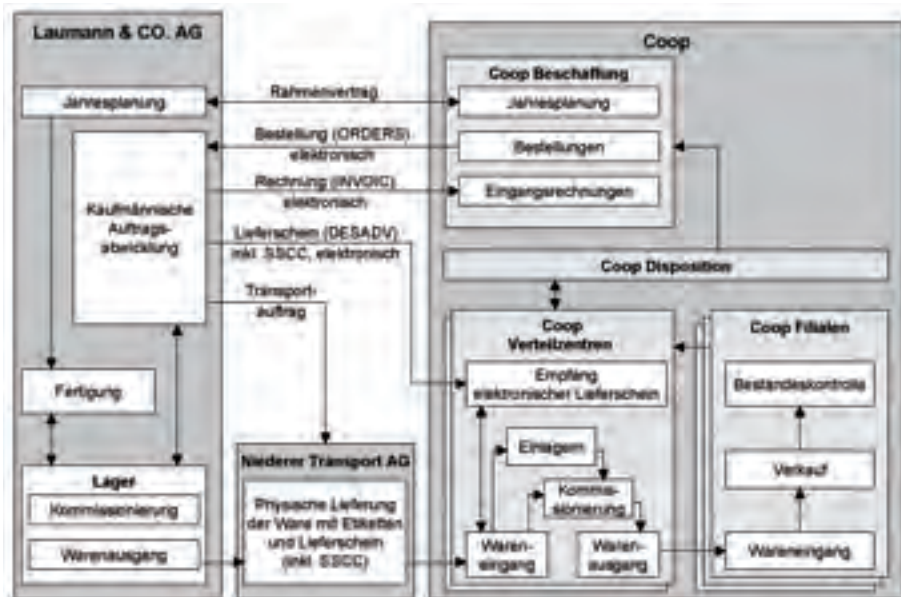 Laumann & CO. AG
Jahresplanung
Kaufmännische
Auftrags-
abwicklung
Fertigung
Lager
Kommissionierung
Warenausgang
Rahmenvertrag
Bestellung (ORDERS)
elektronisch
Rechnung (INVOIC)
elektronisch
Lieferschein (DESADV)
inkl. SSCC, elektronisch
Transport-
auftrag
Niederer Transport AG
Physische Lieferung
der Ware mit Etiketten
und Lieferschein
(inkl. SSCC)
Coop
Coop Beschaffung
Jahresplanung
Bestellungen
Eingangsrechnungen
Coop Disposition
Coop
Verteilzentren
Empfang
elektronischer Lieferschein
Einlagern
Kommis-
sionierung
Waren-
eingang
Waren-
ausgang
Coop Filialen
Bestandeskontrolle
Verkauf
Wareneingang